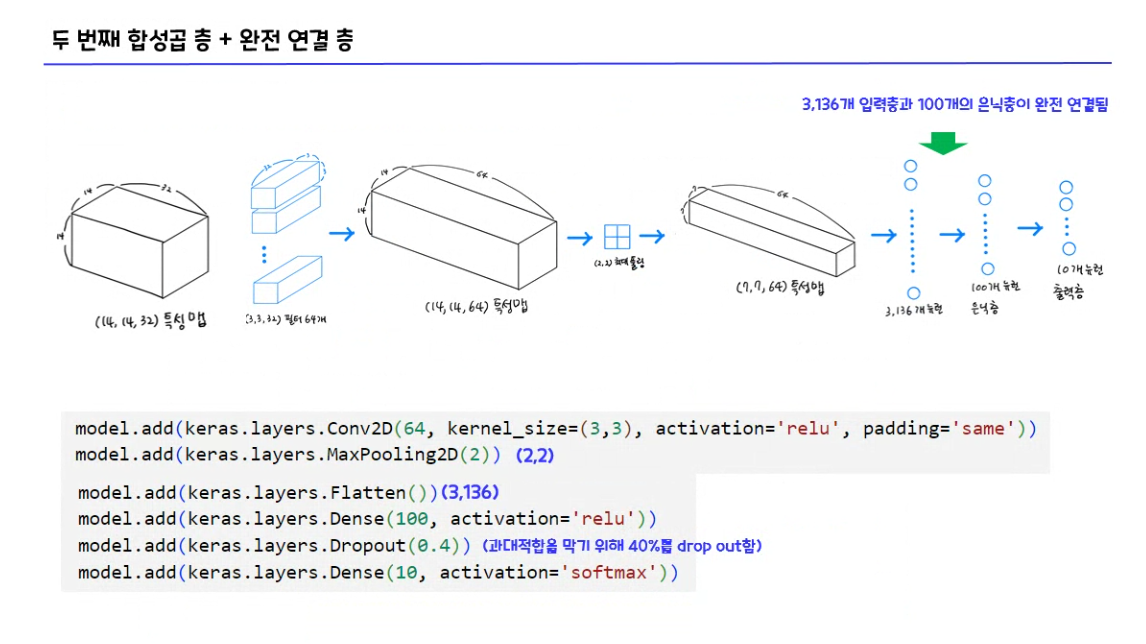 두 번째 합성곱 층 + 완전 연결 층
3,136개 입력층과 100개의 은닉층이 완전 연결됨
14
14
32
(14, 14, 32) 특성 맵
32
3
(3,3,32) 필터 64개
14
14
64
(14, 14, 64) 특성맵
(2,2) 최대 풀링
7
7
64
(7, 7, 64) 특성맵
3,136개 뉴런
100개 뉴런
은닉층
10개 뉴런
출력층
model.add(keras.layers.Conv2D(64, kernel_size=(3,3), activation='relu', padding='same'))
model.add(keras.layers.MaxPooling2D(2)) (2,2)
model.add(keras.layers.Flatten())(3,136)
model.add(keras.layers.Dense(100, activation='relu'))
model.add(keras.layers.Dropout(0.4)) (과대적합을 막기 위해 40%를 drop out함)
model.add(keras.layers.Dense(10, activation='softmax'))